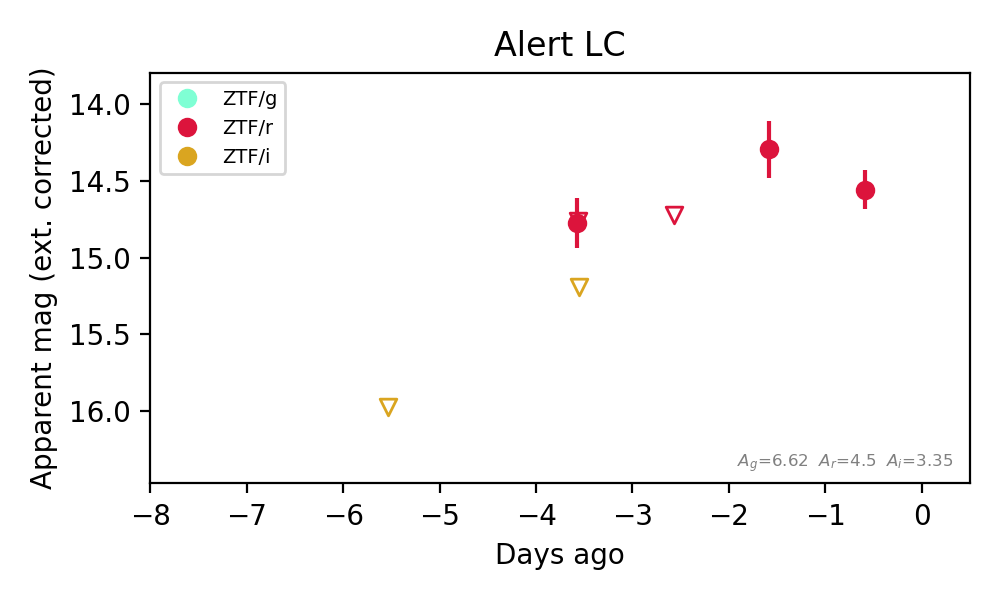 Alert LC
Apparent mag (ext. corrected)
14.0
14.5
15.0
15.5
16.0
ZTF/g
ZTF/r
ZTF/i
A_g=6.62 A_r=4.5 A_i=3.35
−8 −7 −6 −5 −4 −3 −2 −1 0
Days ago